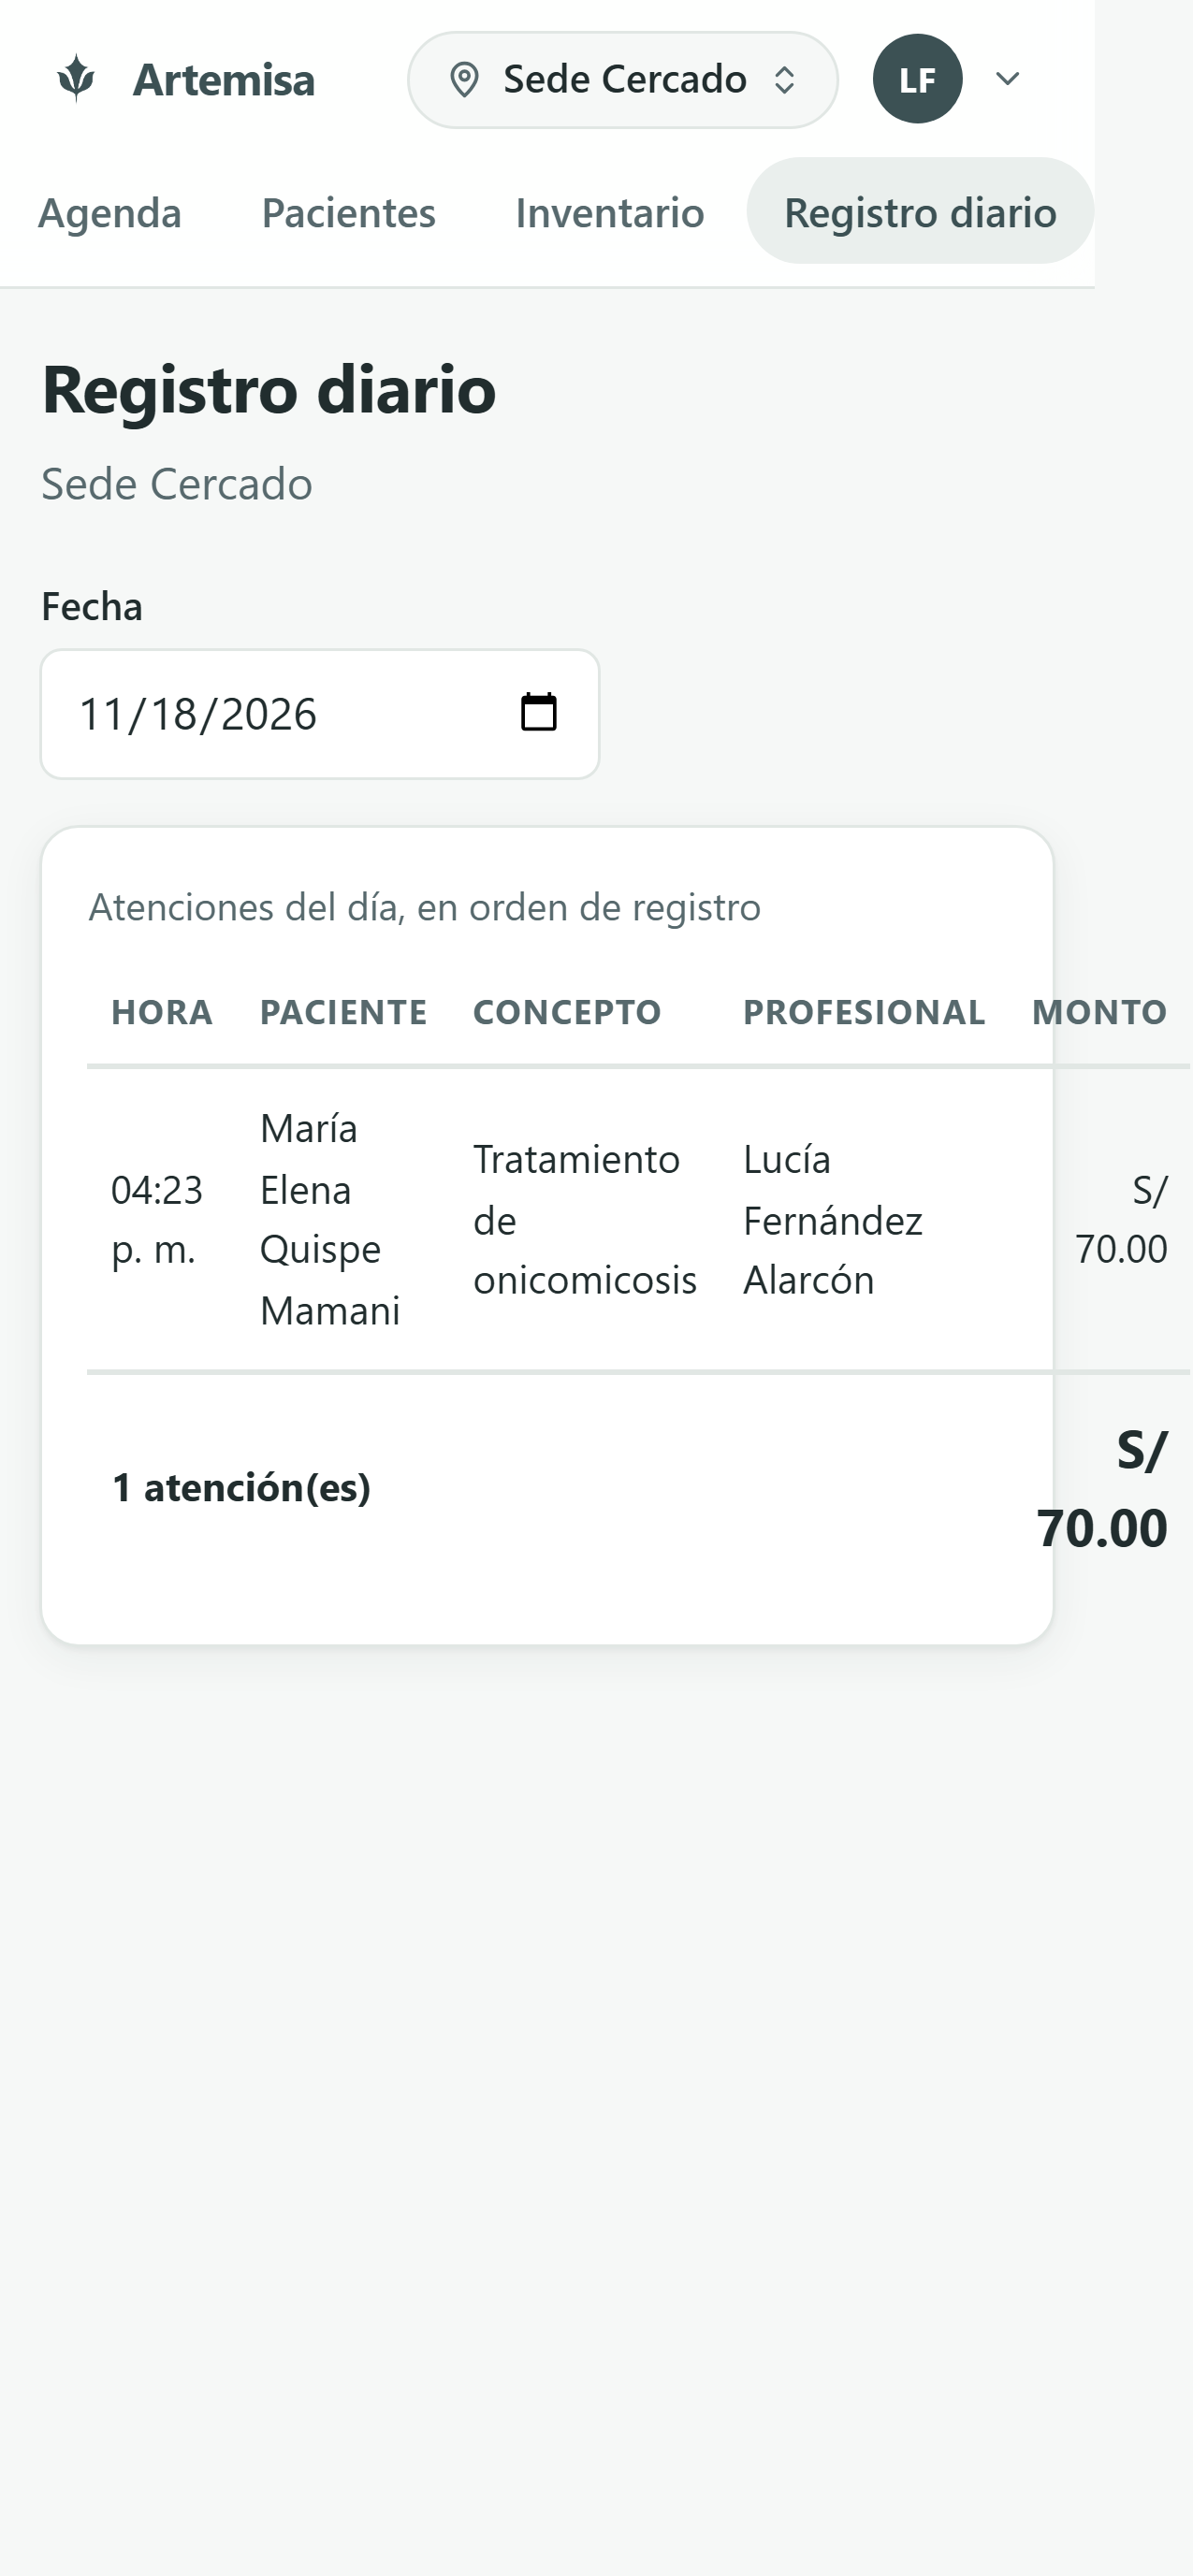 Artemisa
Sede Cercado
LF
Agenda Pacientes Inventario Registro diario
Registro diario
Sede Cercado
Fecha
11/18/2026
Atenciones del día, en orden de registro
HORA PACIENTE CONCEPTO PROFESIONAL MONTO
04:23
p. m.
María
Elena
Quispe
Mamani
Tratamiento
de
onicomicosis
Lucía
Fernández
Alarcón
S/
70.00
1 atención(es)
S/
70.00